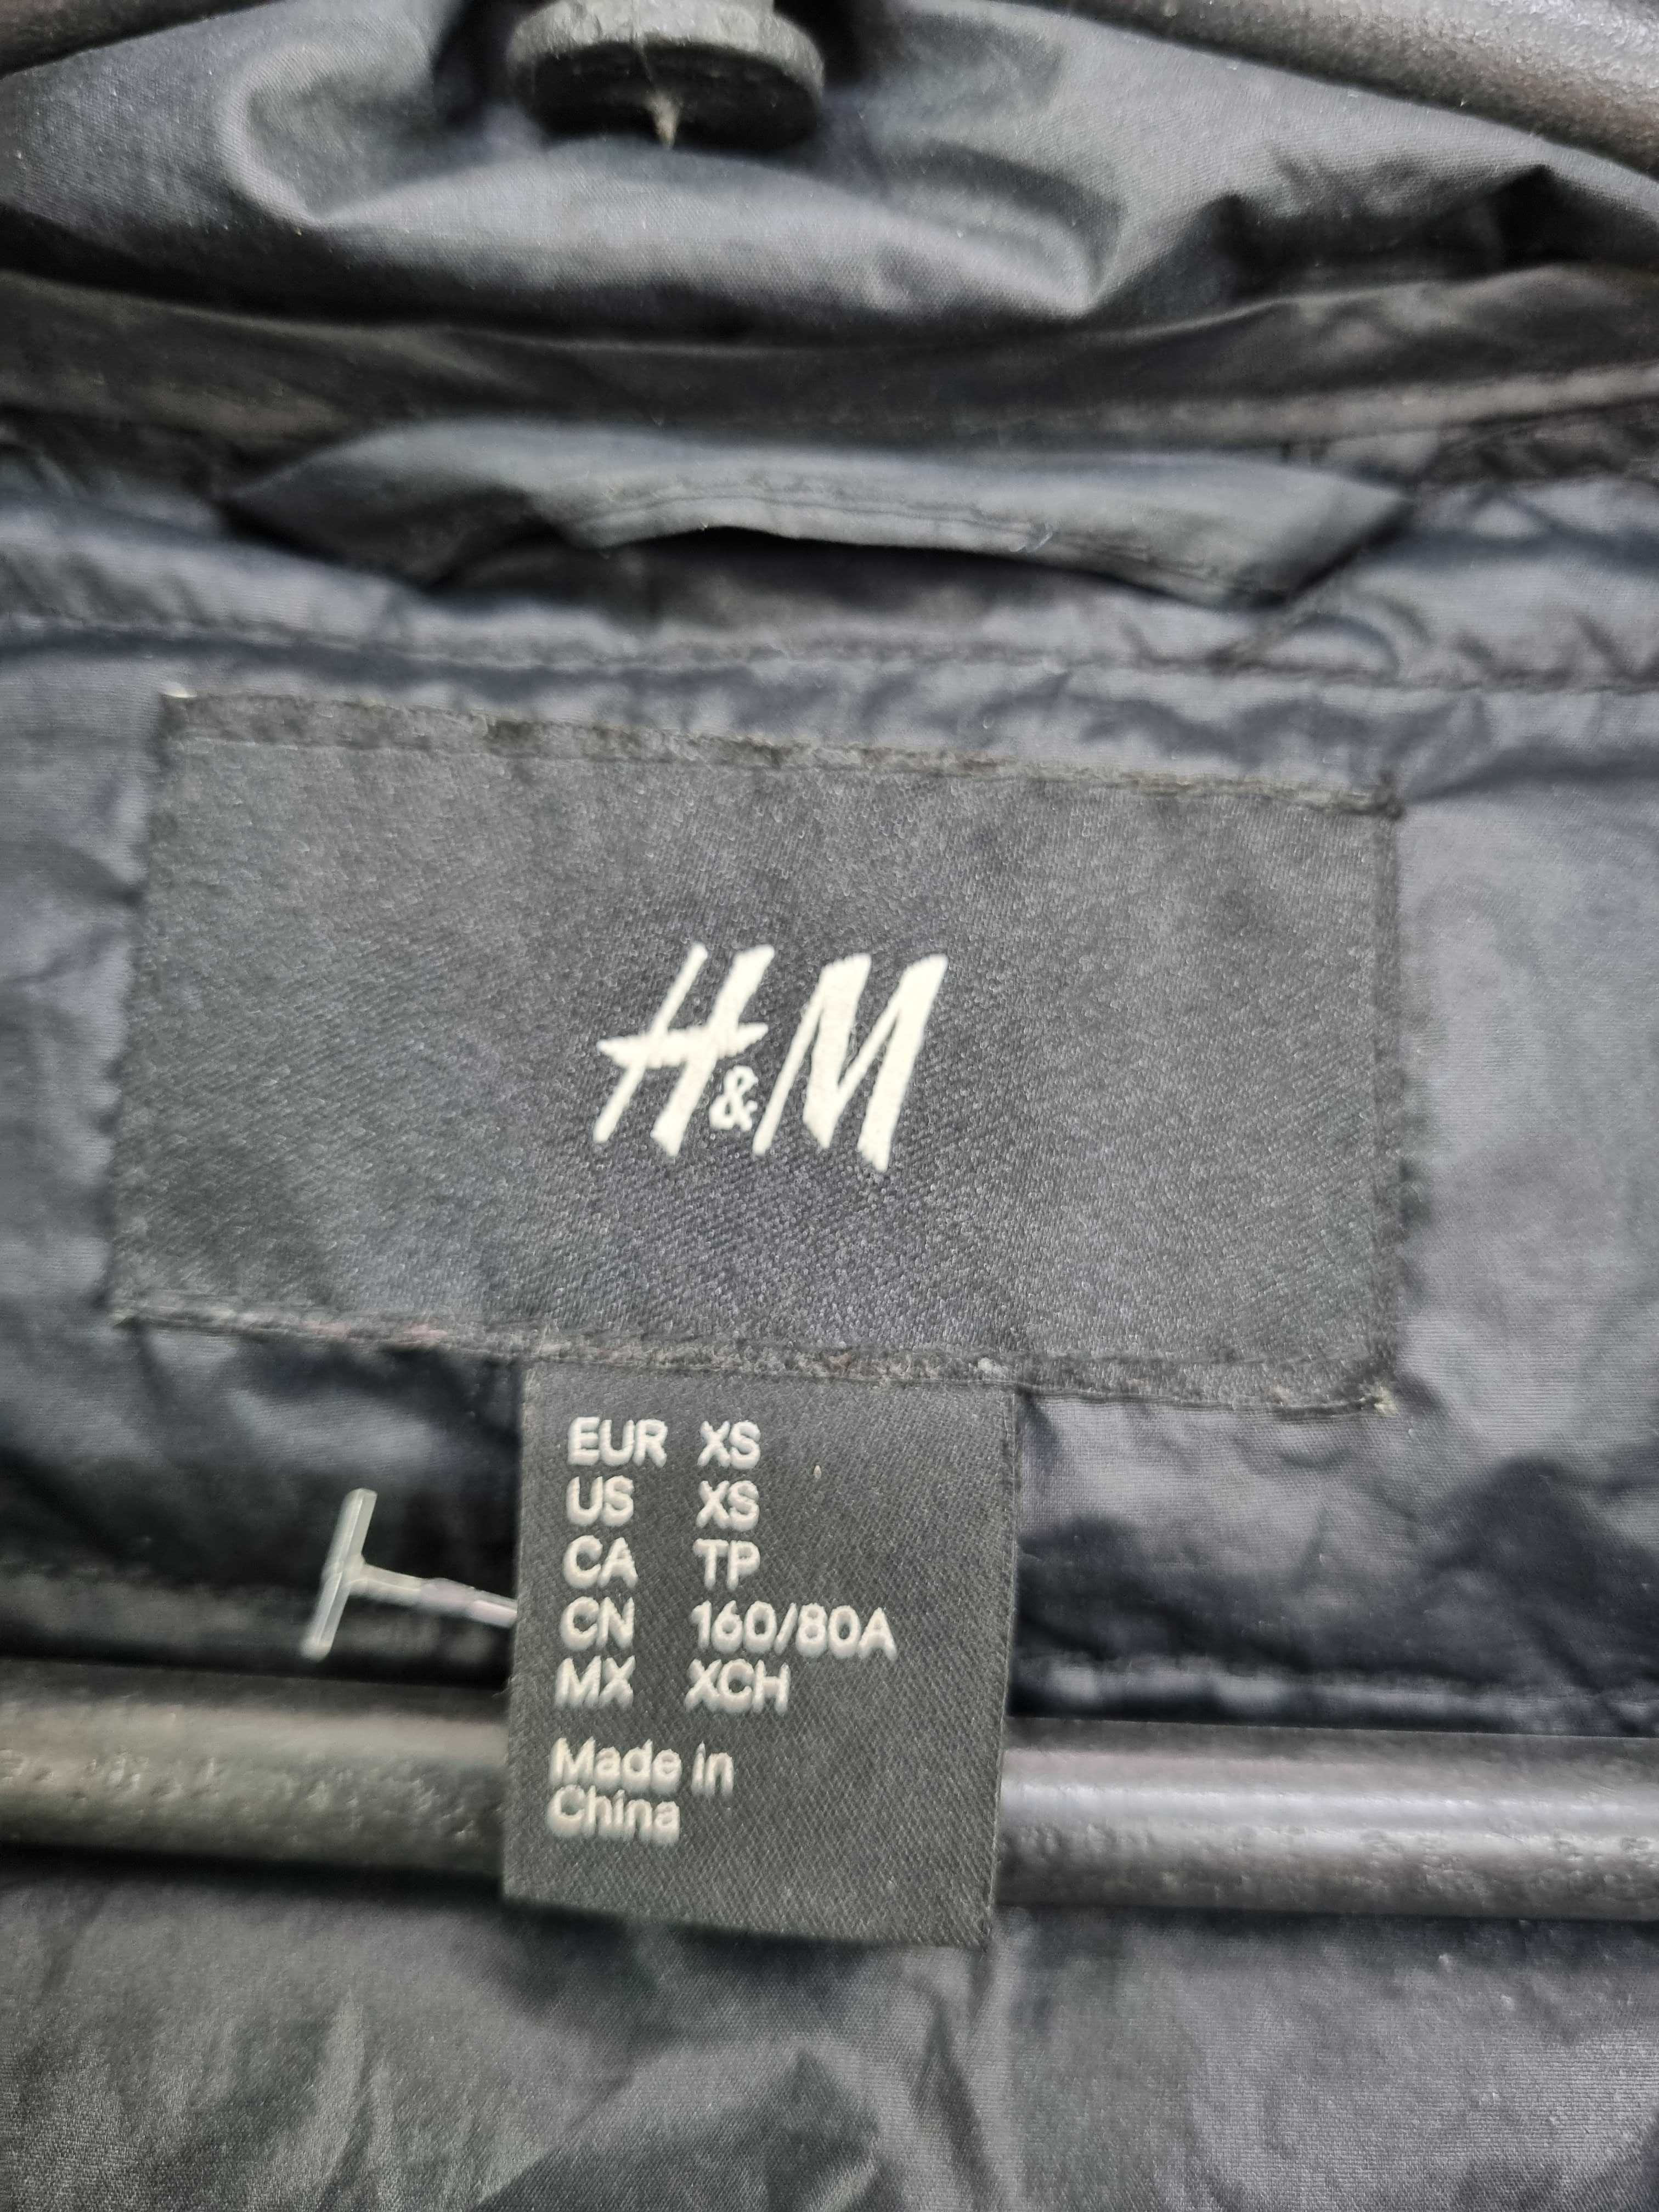 H&M
EUR XS
US XS
CA TP
CN 160/80A
MX XCH
Made in
China